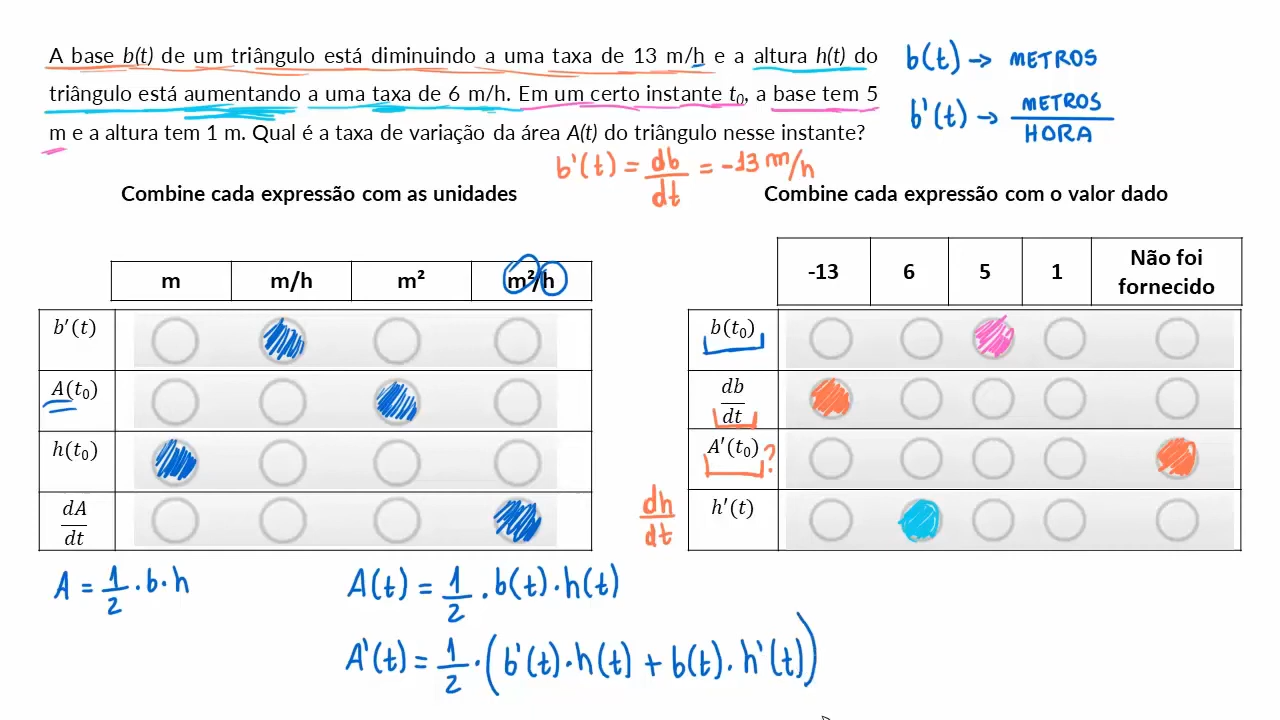 A base b(t) de um triângulo está diminuindo a uma taxa de 13 m/h e a altura h(t) do
triângulo está aumentando a uma taxa de 6 m/h. Em um certo instante t₀, a base tem 5
m e a altura tem 1 m. Qual é a taxa de variação da área A(t) do triângulo nesse instante?
b(t) → METROS
b'(t) → METROS/HORA
b'(t) = db/dt = -13 m/h
Combine cada expressão com as unidades
m m/h m² m²/h
b′(t)
A(t₀)
h(t₀)
dA/dt
Combine cada expressão com o valor dado
-13 6 5 1 Não foi
fornecido
b(t₀)
db/dt
A′(t₀) ?
h′(t)
dh/dt
A = 1/2 · b · h
A(t) = 1/2 · b(t) · h(t)
A'(t) = 1/2 · (b'(t) · h(t) + b(t) · h'(t))